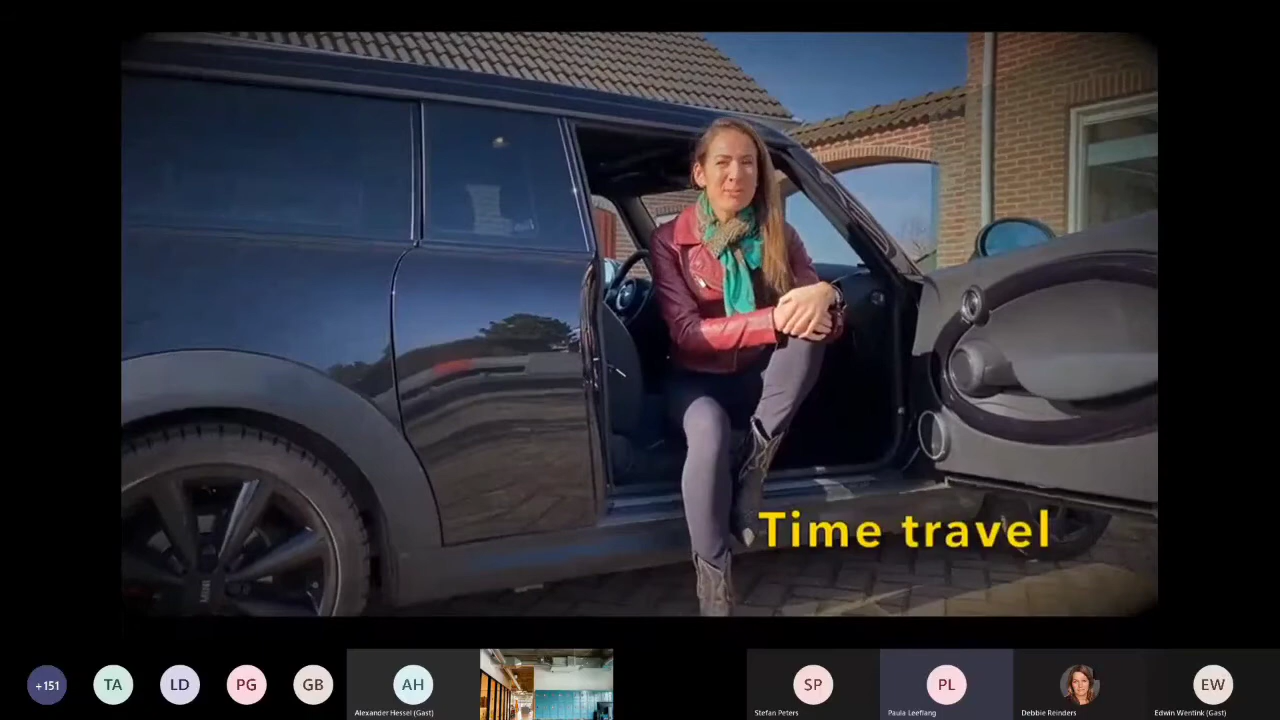 Time travel
MINI
+151
TA
LD
PG
GB
AH
Alexander Hessel (Gast)
SP
Stefan Peters
PL
Paula Leeflang
Debbie Reinders
EW
Edwin Wentink (Gast)